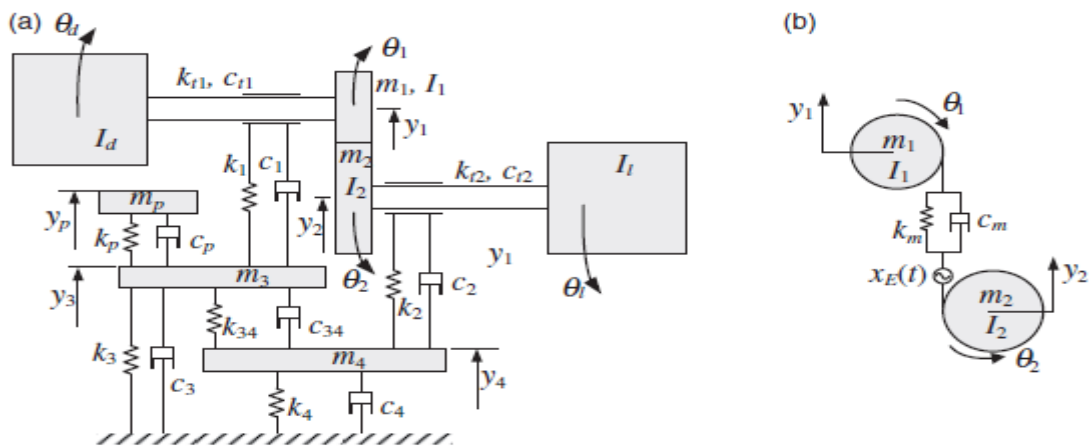 (a)
θd
Id
kt1, ct1
θ1
m1, I1
y1
k1
c1
m2
I2
y2
θ2
kt2, ct2
Il
θl
y1
k2
c2
mp
yp
kp
cp
m3
y3
k34
c34
k3
c3
m4
y4
k4
c4
(b)
y1
θ1
m1
I1
km
cm
xE(t)
y2
m2
I2
θ2